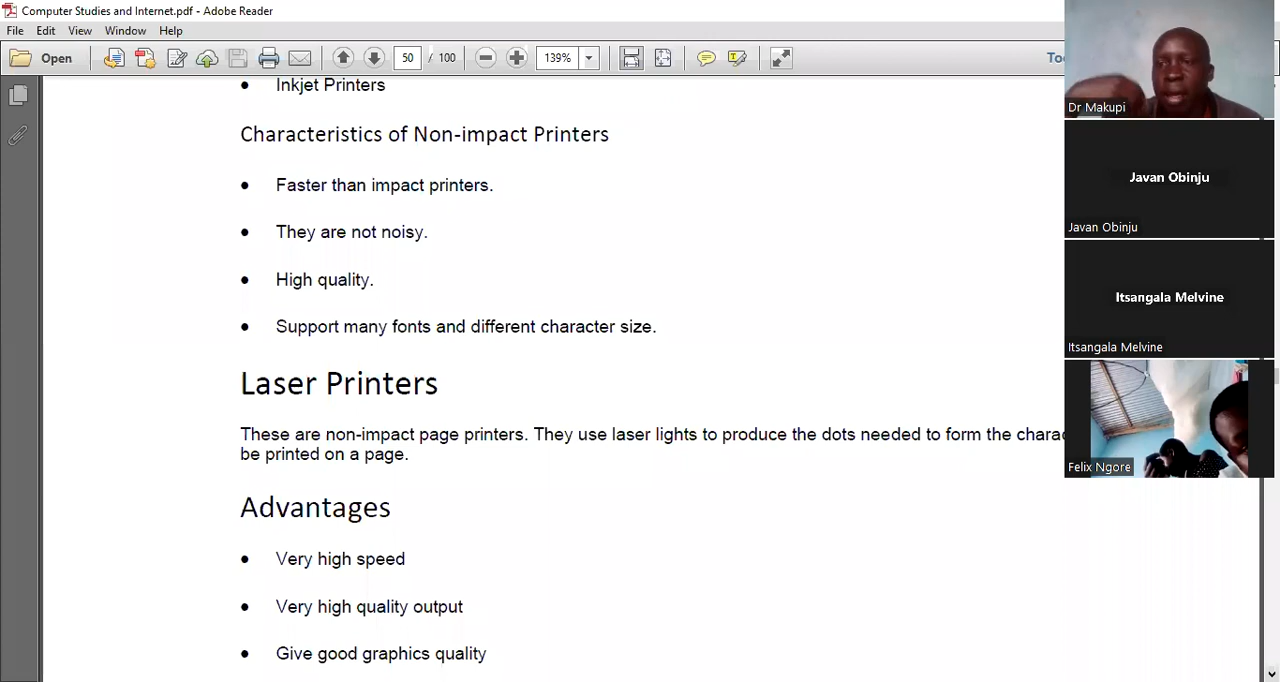 Computer Studies and Internet.pdf - Adobe Reader
File Edit View Window Help
Open 50 / 100 139%
• Inkjet Printers
Characteristics of Non-impact Printers
• Faster than impact printers.
• They are not noisy.
• High quality.
• Support many fonts and different character size.
Laser Printers
These are non-impact page printers. They use laser lights to produce the dots needed to form the
be printed on a page.
Advantages
• Very high speed
• Very high quality output
• Give good graphics quality
Dr Makupi
Javan Obinju
Javan Obinju
Itsangala Melvine
Itsangala Melvine
Felix Ngore